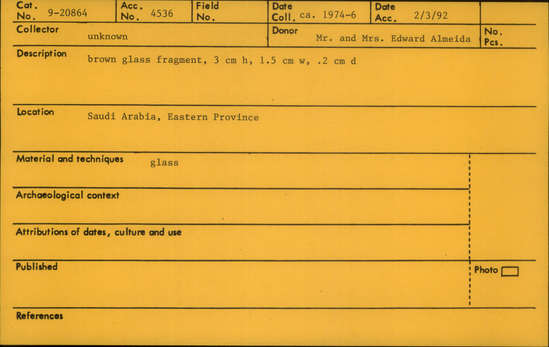 Cat. No. 9-20864 Acc. No. 4536 Field No. Date Coll. ca. 1974-6 Date Acc. 2/3/92
Collector unknown Donor Mr. and Mrs. Edward Almeida No. Pcs.
Description brown glass fragment, 3 cm h, 1.5 cm w, .2 cm d
Location Saudi Arabia, Eastern Province
Material and techniques glass
Archaeological context
Attributions of dates, culture and use
Published Photo
References